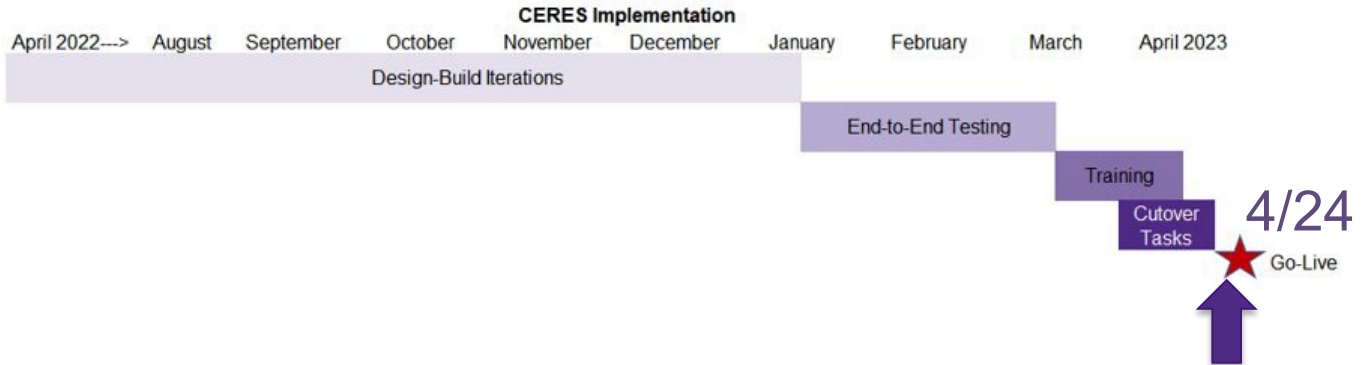 CERES Implementation
April 2022---> August September October November December January February March April 2023
Design-Build Iterations
End-to-End Testing
Training
Cutover
Tasks
4/24
Go-Live